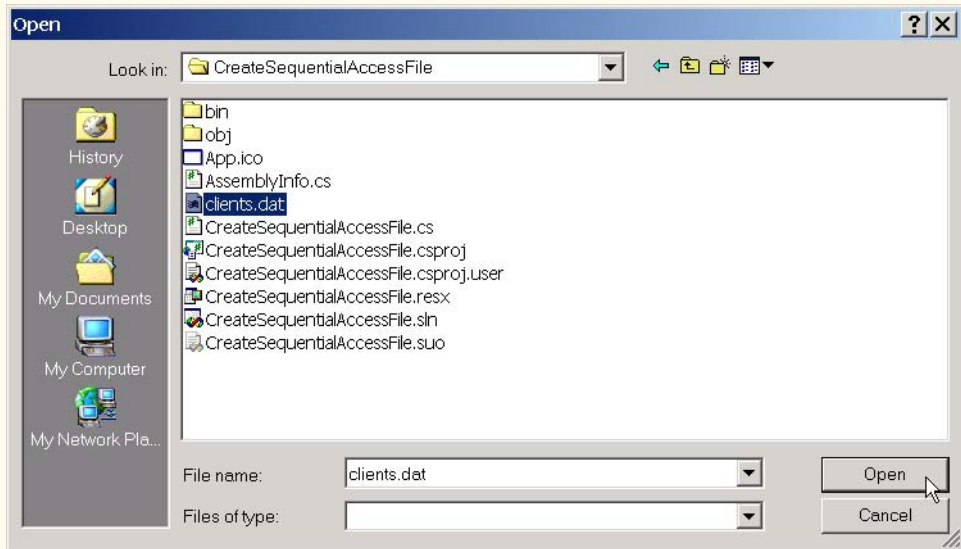 Open
Look in: CreateSequentialAccessFile
History
Desktop
My Documents
My Computer
My Network Pla...
bin
obj
App.ico
AssemblyInfo.cs
clients.dat
CreateSequentialAccessFile.cs
CreateSequentialAccessFile.csproj
CreateSequentialAccessFile.csproj.user
CreateSequentialAccessFile.resx
CreateSequentialAccessFile.sln
CreateSequentialAccessFile.suo
File name: clients.dat Open
Files of type: Cancel